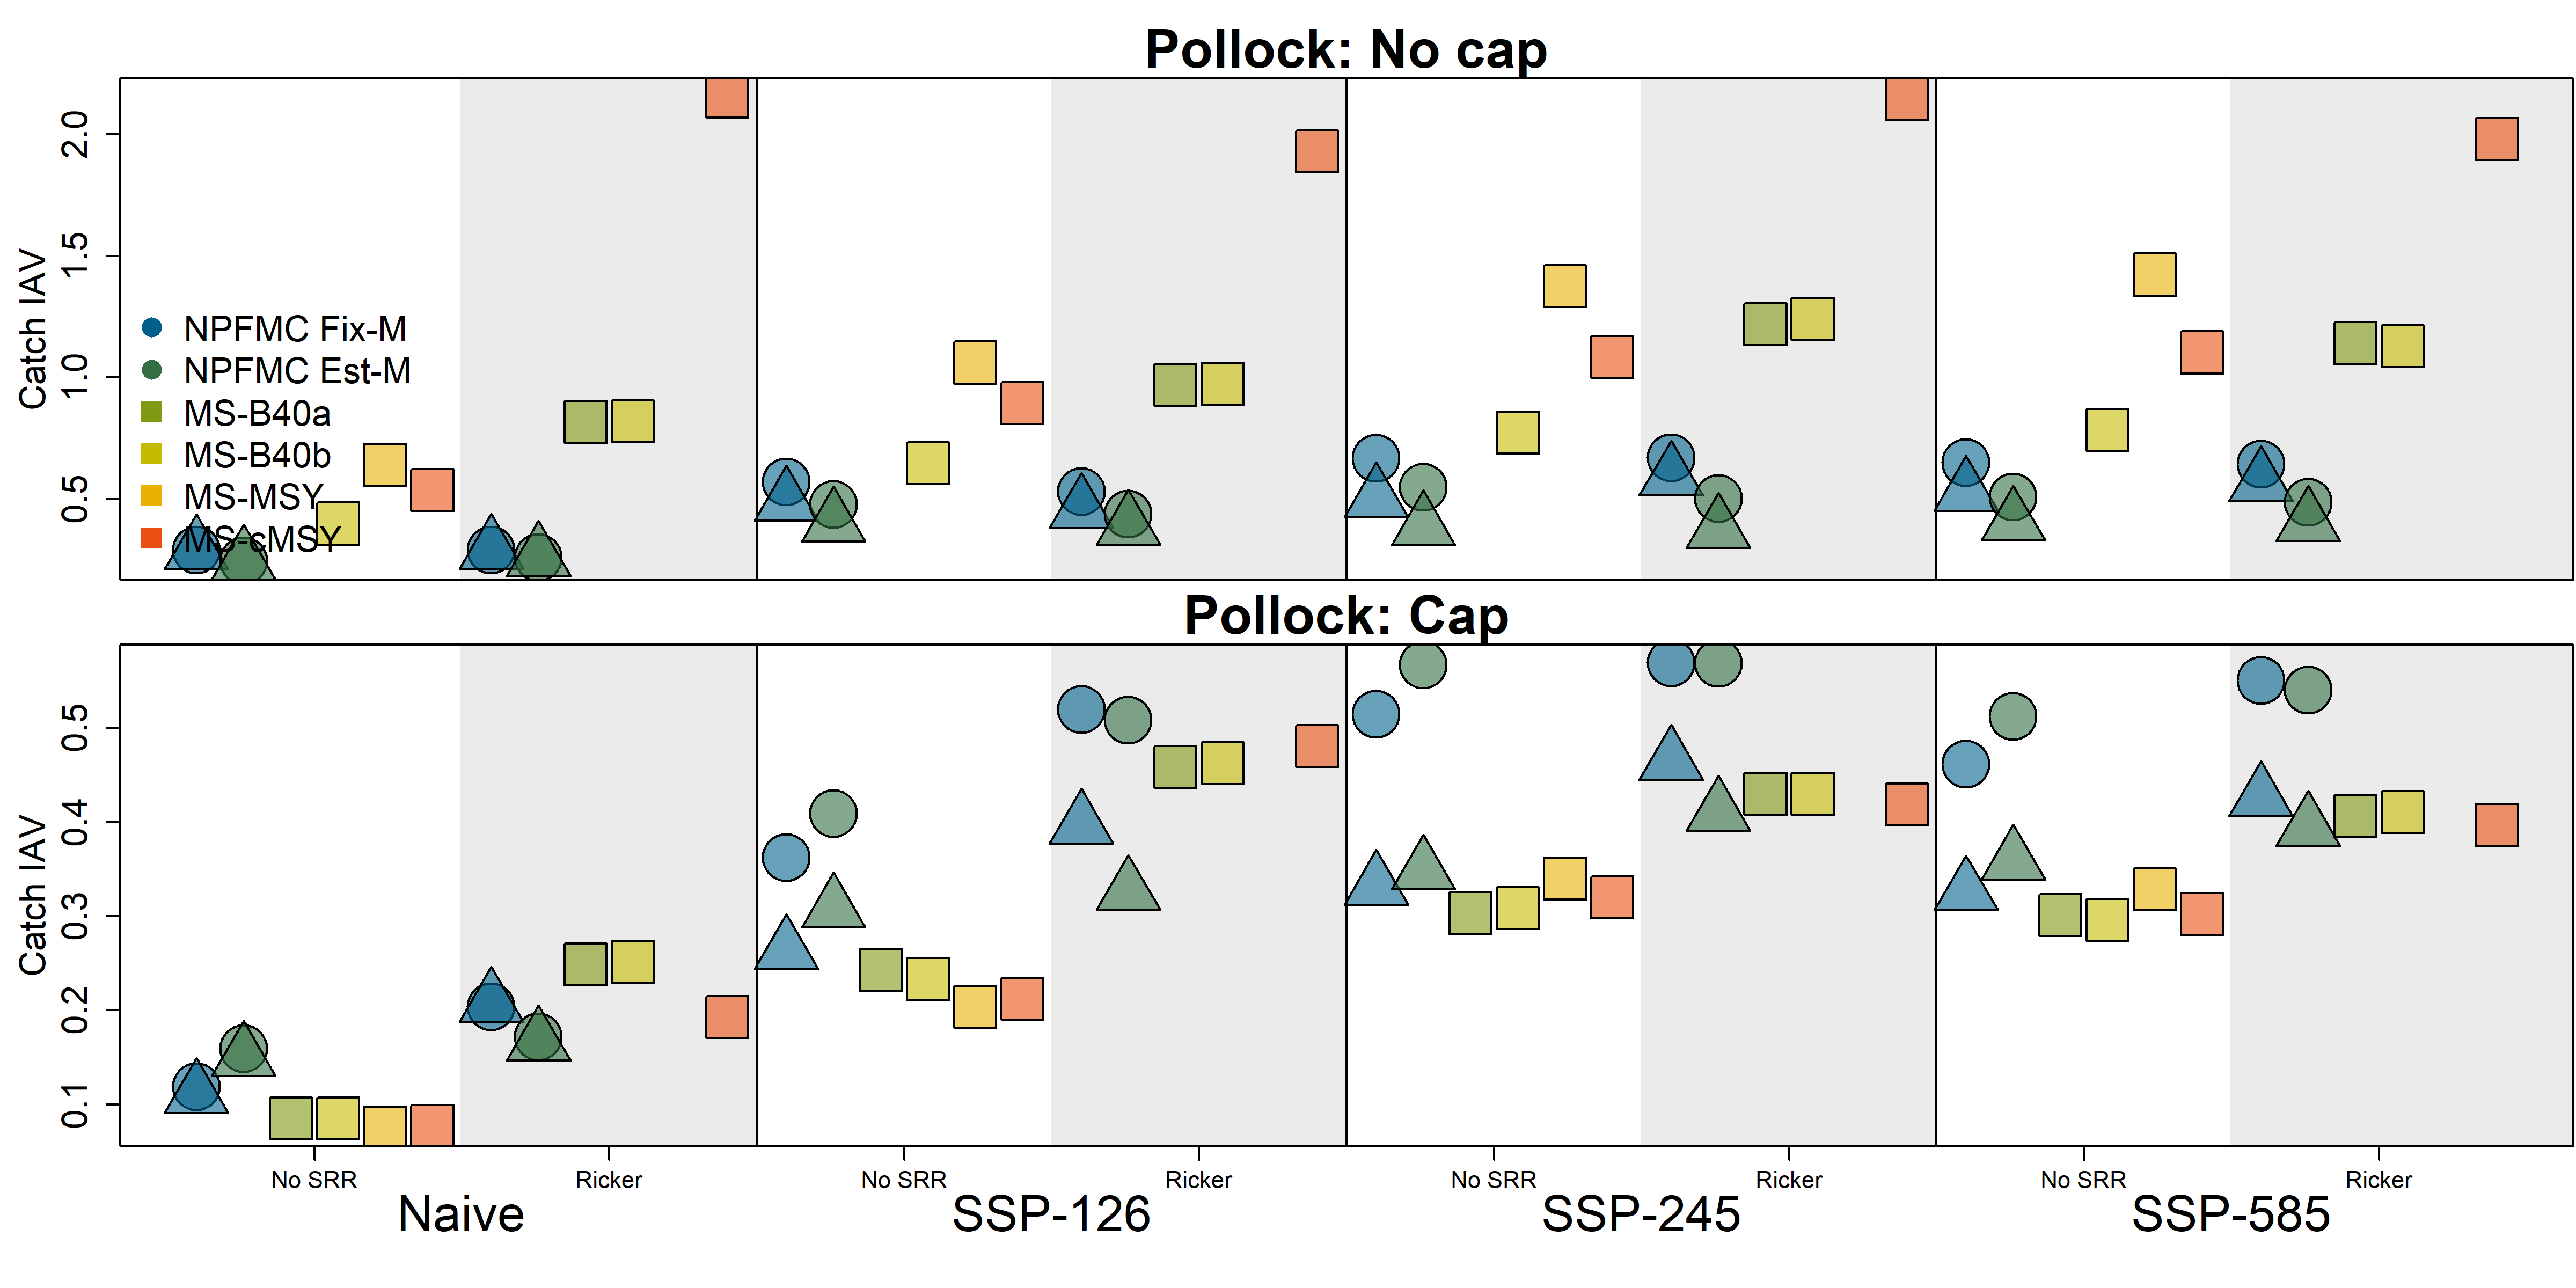 Pollock: No cap
Catch IAV
2.0
1.5
1.0
0.5
NPFMC Fix-M
NPFMC Est-M
MS-B40a
MS-B40b
MS-MSY
MS-cMSY
Pollock: Cap
Catch IAV
0.5
0.4
0.3
0.2
0.1
No SRR Ricker No SRR Ricker No SRR Ricker No SRR Ricker
Naive SSP-126 SSP-245 SSP-585